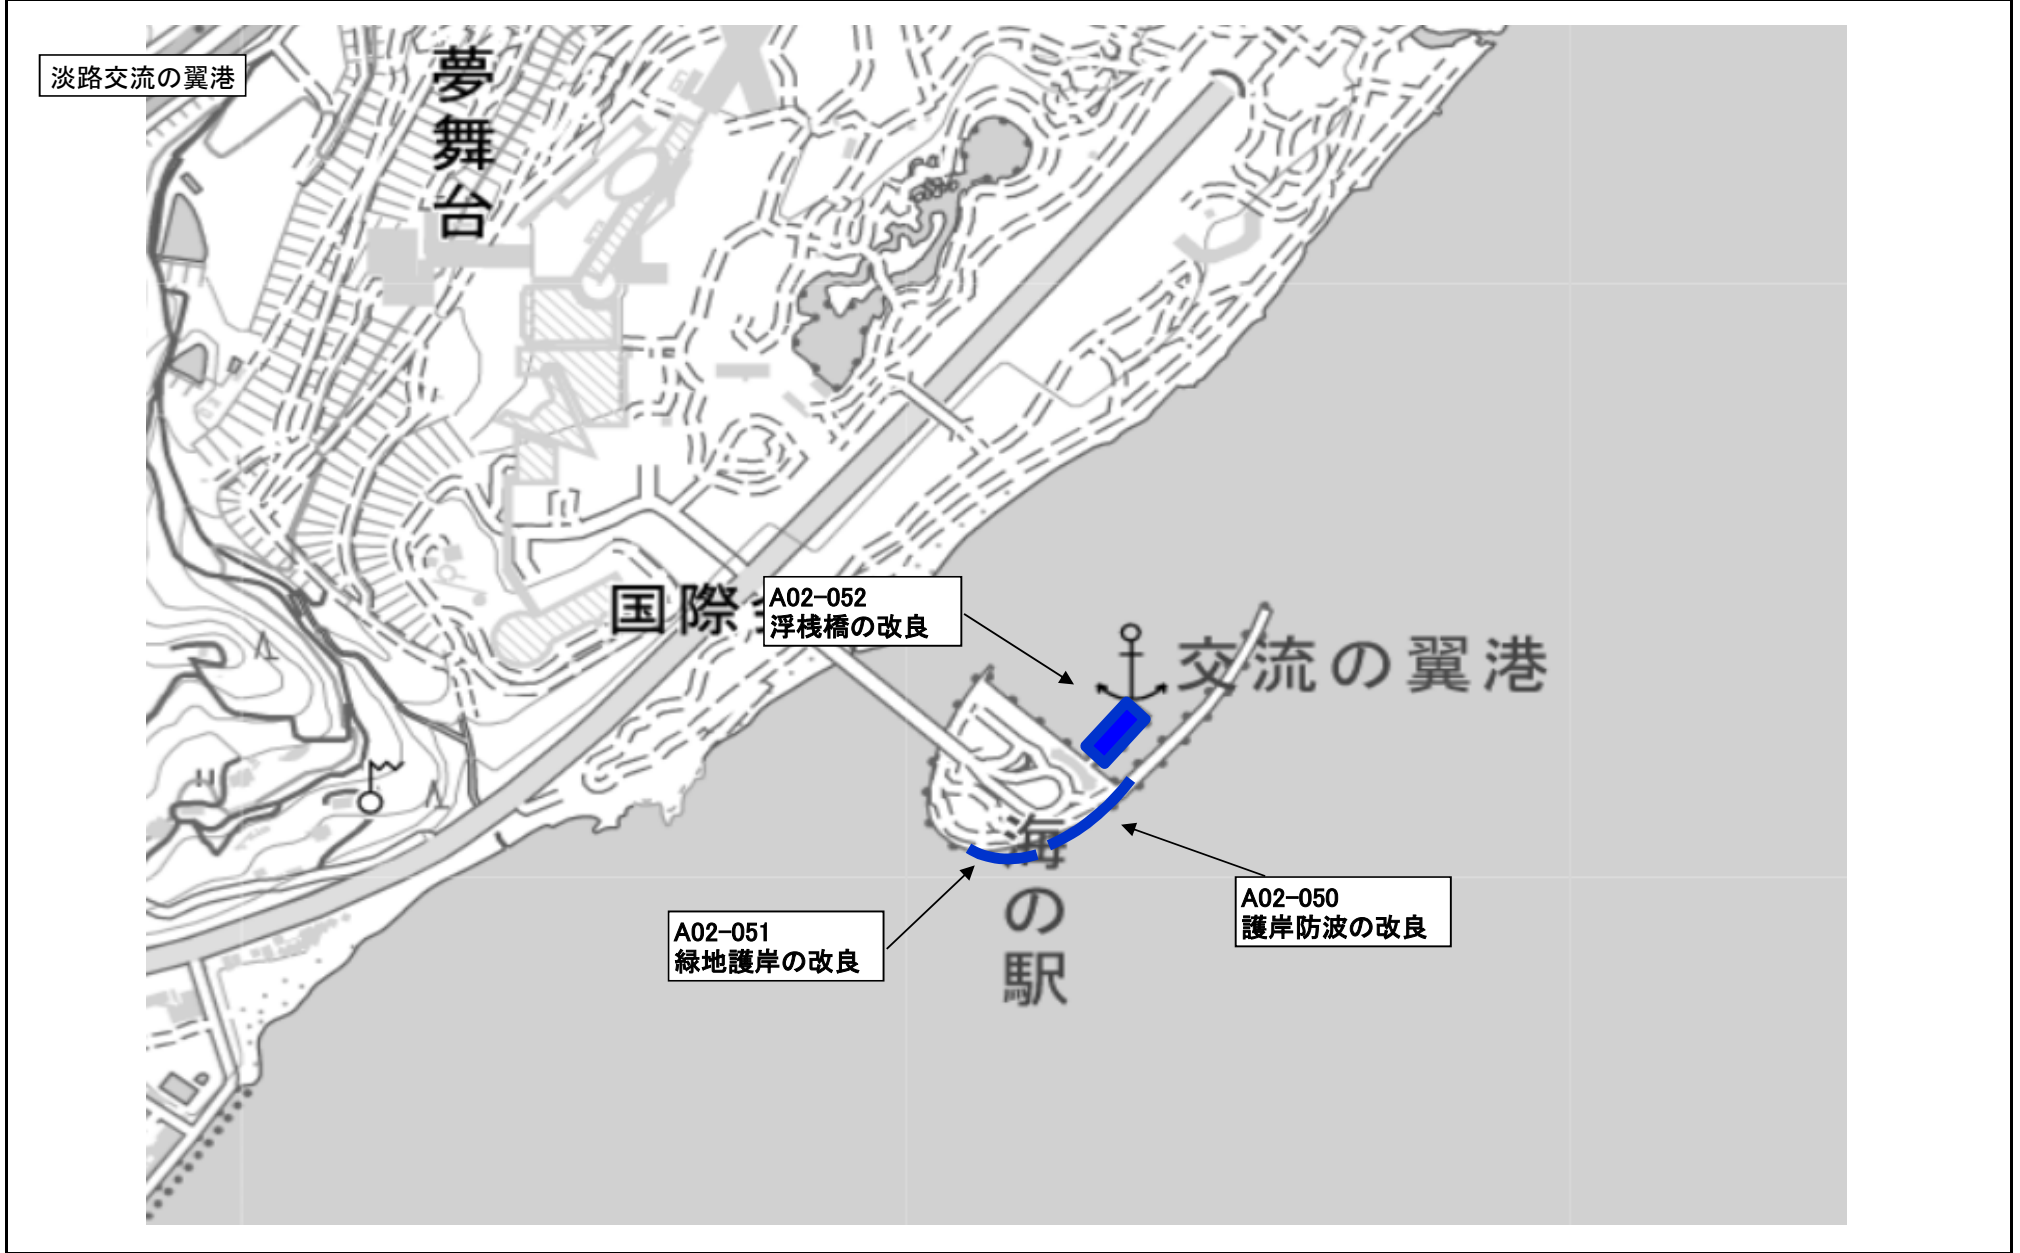 淡路交流の翼港
夢舞台
国際
A02-052
浮桟橋の改良
交流の翼港
海の駅
A02-050
護岸防波の改良
A02-051
緑地護岸の改良